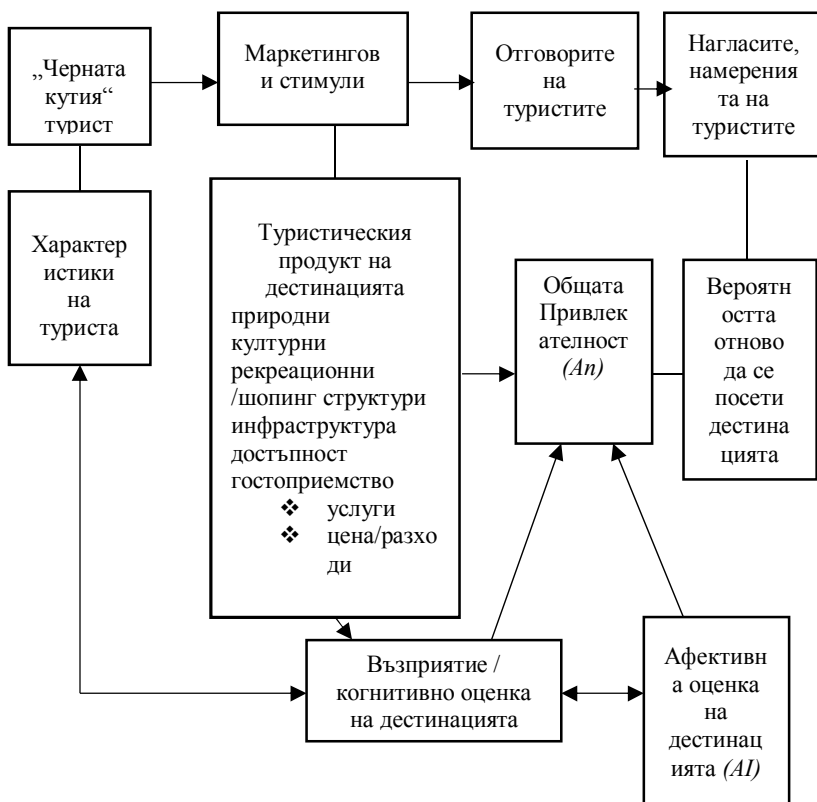 „Черната
кутия“
турист
Маркетингов
и стимули
Отговорите
на
туристите
Нагласите,
намерения
та на
туристите
Характер
истики
на
туриста
Туристическия
продукт на
дестинацията
природни
културни
рекреационни
/шопинг структури
инфраструктура
достъпност
гостоприемство
❖ услуги
❖ цена/разхо
ди
Общата
Привлек
ателност
(Ап)
Вероятн
остта
отново
да се
посети
дестина
цията
Възприятие /
когнитивно оценка
на дестинацията
Афективн
а оценка
на
дестинац
ията (AI)